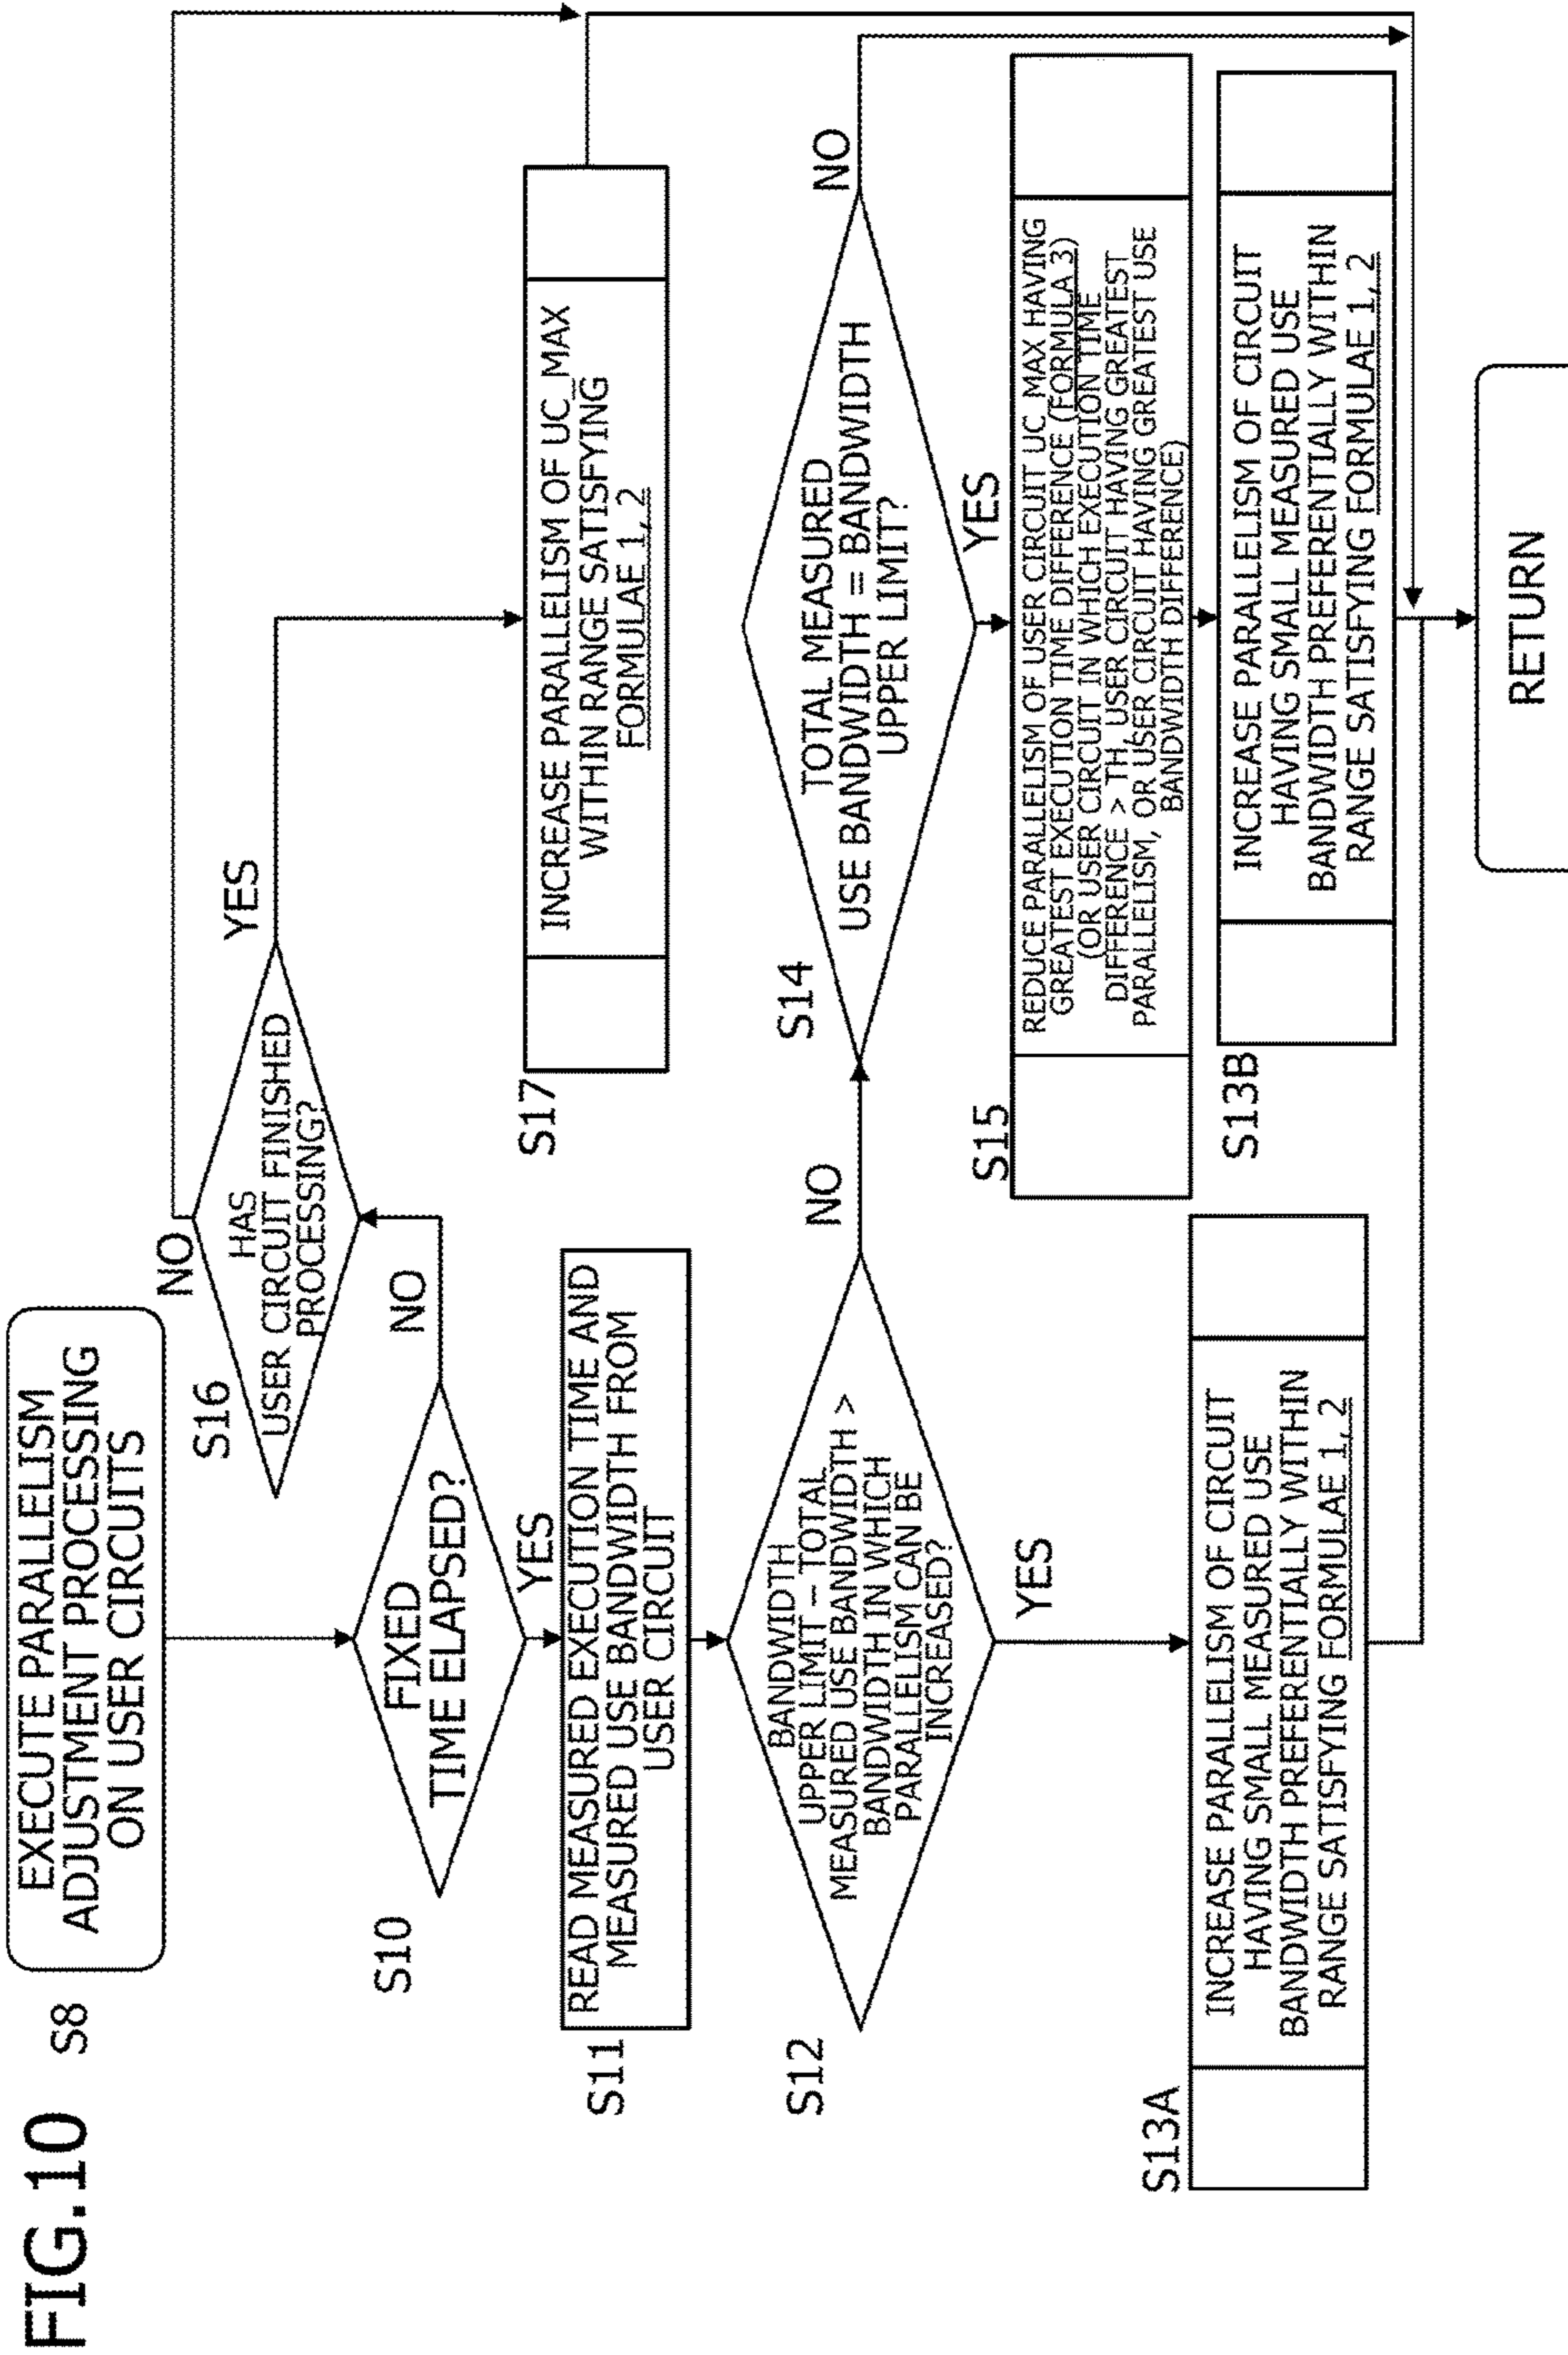 FIG.10
S8
EXECUTE PARALLELISM
ADJUSTMENT PROCESSING
ON USER CIRCUITS
S10
FIXED
TIME ELAPSED?
NO
YES
S16
HAS
USER CIRCUIT FINISHED
PROCESSING?
NO
YES
S17
INCREASE PARALLELISM OF UC_MAX
WITHIN RANGE SATISFYING
FORMULAE 1, 2
S11
READ MEASURED EXECUTION TIME AND
MEASURED USE BANDWIDTH FROM
USER CIRCUIT
S12
BANDWIDTH
UPPER LIMIT – TOTAL
MEASURED USE BANDWIDTH >
BANDWIDTH IN WHICH
PARALLELISM CAN BE
INCREASED?
NO
YES
S14
TOTAL MEASURED
USE BANDWIDTH = BANDWIDTH
UPPER LIMIT?
NO
YES
S15
REDUCE PARALLELISM OF USER CIRCUIT UC_MAX HAVING
GREATEST EXECUTION TIME DIFFERENCE (FORMULA 3)
(OR USER CIRCUIT IN WHICH EXECUTION TIME
DIFFERENCE > TH, USER CIRCUIT HAVING GREATEST
PARALLELISM, OR USER CIRCUIT HAVING GREATEST USE
BANDWIDTH DIFFERENCE)
S13A
INCREASE PARALLELISM OF CIRCUIT
HAVING SMALL MEASURED USE
BANDWIDTH PREFERENTIALLY WITHIN
RANGE SATISFYING FORMULAE 1, 2
S13B
INCREASE PARALLELISM OF CIRCUIT
HAVING SMALL MEASURED USE
BANDWIDTH PREFERENTIALLY WITHIN
RANGE SATISFYING FORMULAE 1, 2
RETURN